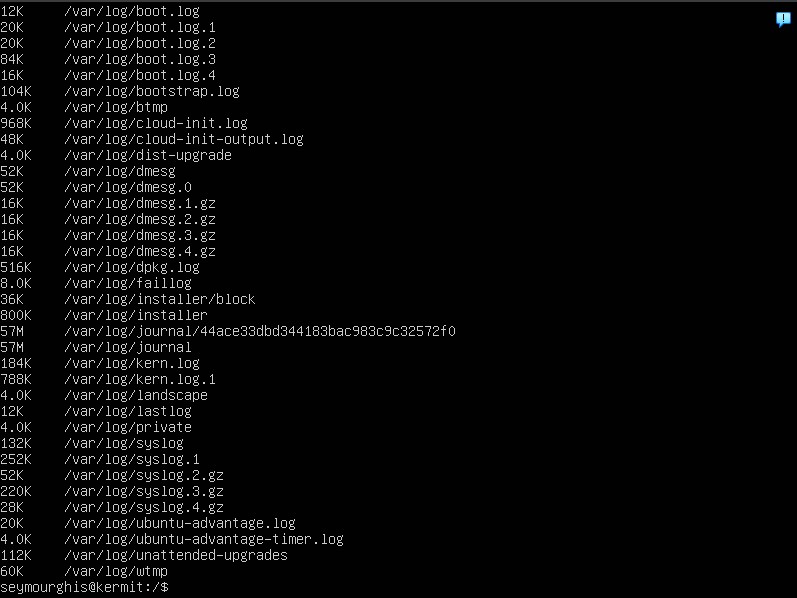 12K /var/log/boot.log
20K /var/log/boot.log.1
20K /var/log/boot.log.2
84K /var/log/boot.log.3
16K /var/log/boot.log.4
104K /var/log/bootstrap.log
4.0K /var/log/btmp
968K /var/log/cloud-init.log
48K /var/log/cloud-init-output.log
4.0K /var/log/dist-upgrade
52K /var/log/dmesg
52K /var/log/dmesg.0
16K /var/log/dmesg.1.gz
16K /var/log/dmesg.2.gz
16K /var/log/dmesg.3.gz
16K /var/log/dmesg.4.gz
516K /var/log/dpkg.log
8.0K /var/log/faillog
36K /var/log/installer/block
800K /var/log/installer
57M /var/log/journal/44ace33dbd344183bac983c9c32572f0
57M /var/log/journal
184K /var/log/kern.log
788K /var/log/kern.log.1
4.0K /var/log/landscape
12K /var/log/lastlog
4.0K /var/log/private
132K /var/log/syslog
252K /var/log/syslog.1
52K /var/log/syslog.2.gz
220K /var/log/syslog.3.gz
28K /var/log/syslog.4.gz
20K /var/log/ubuntu-advantage.log
4.0K /var/log/ubuntu-advantage-timer.log
112K /var/log/unattended-upgrades
60K /var/log/wtmp
seymourghis@kermit:/$